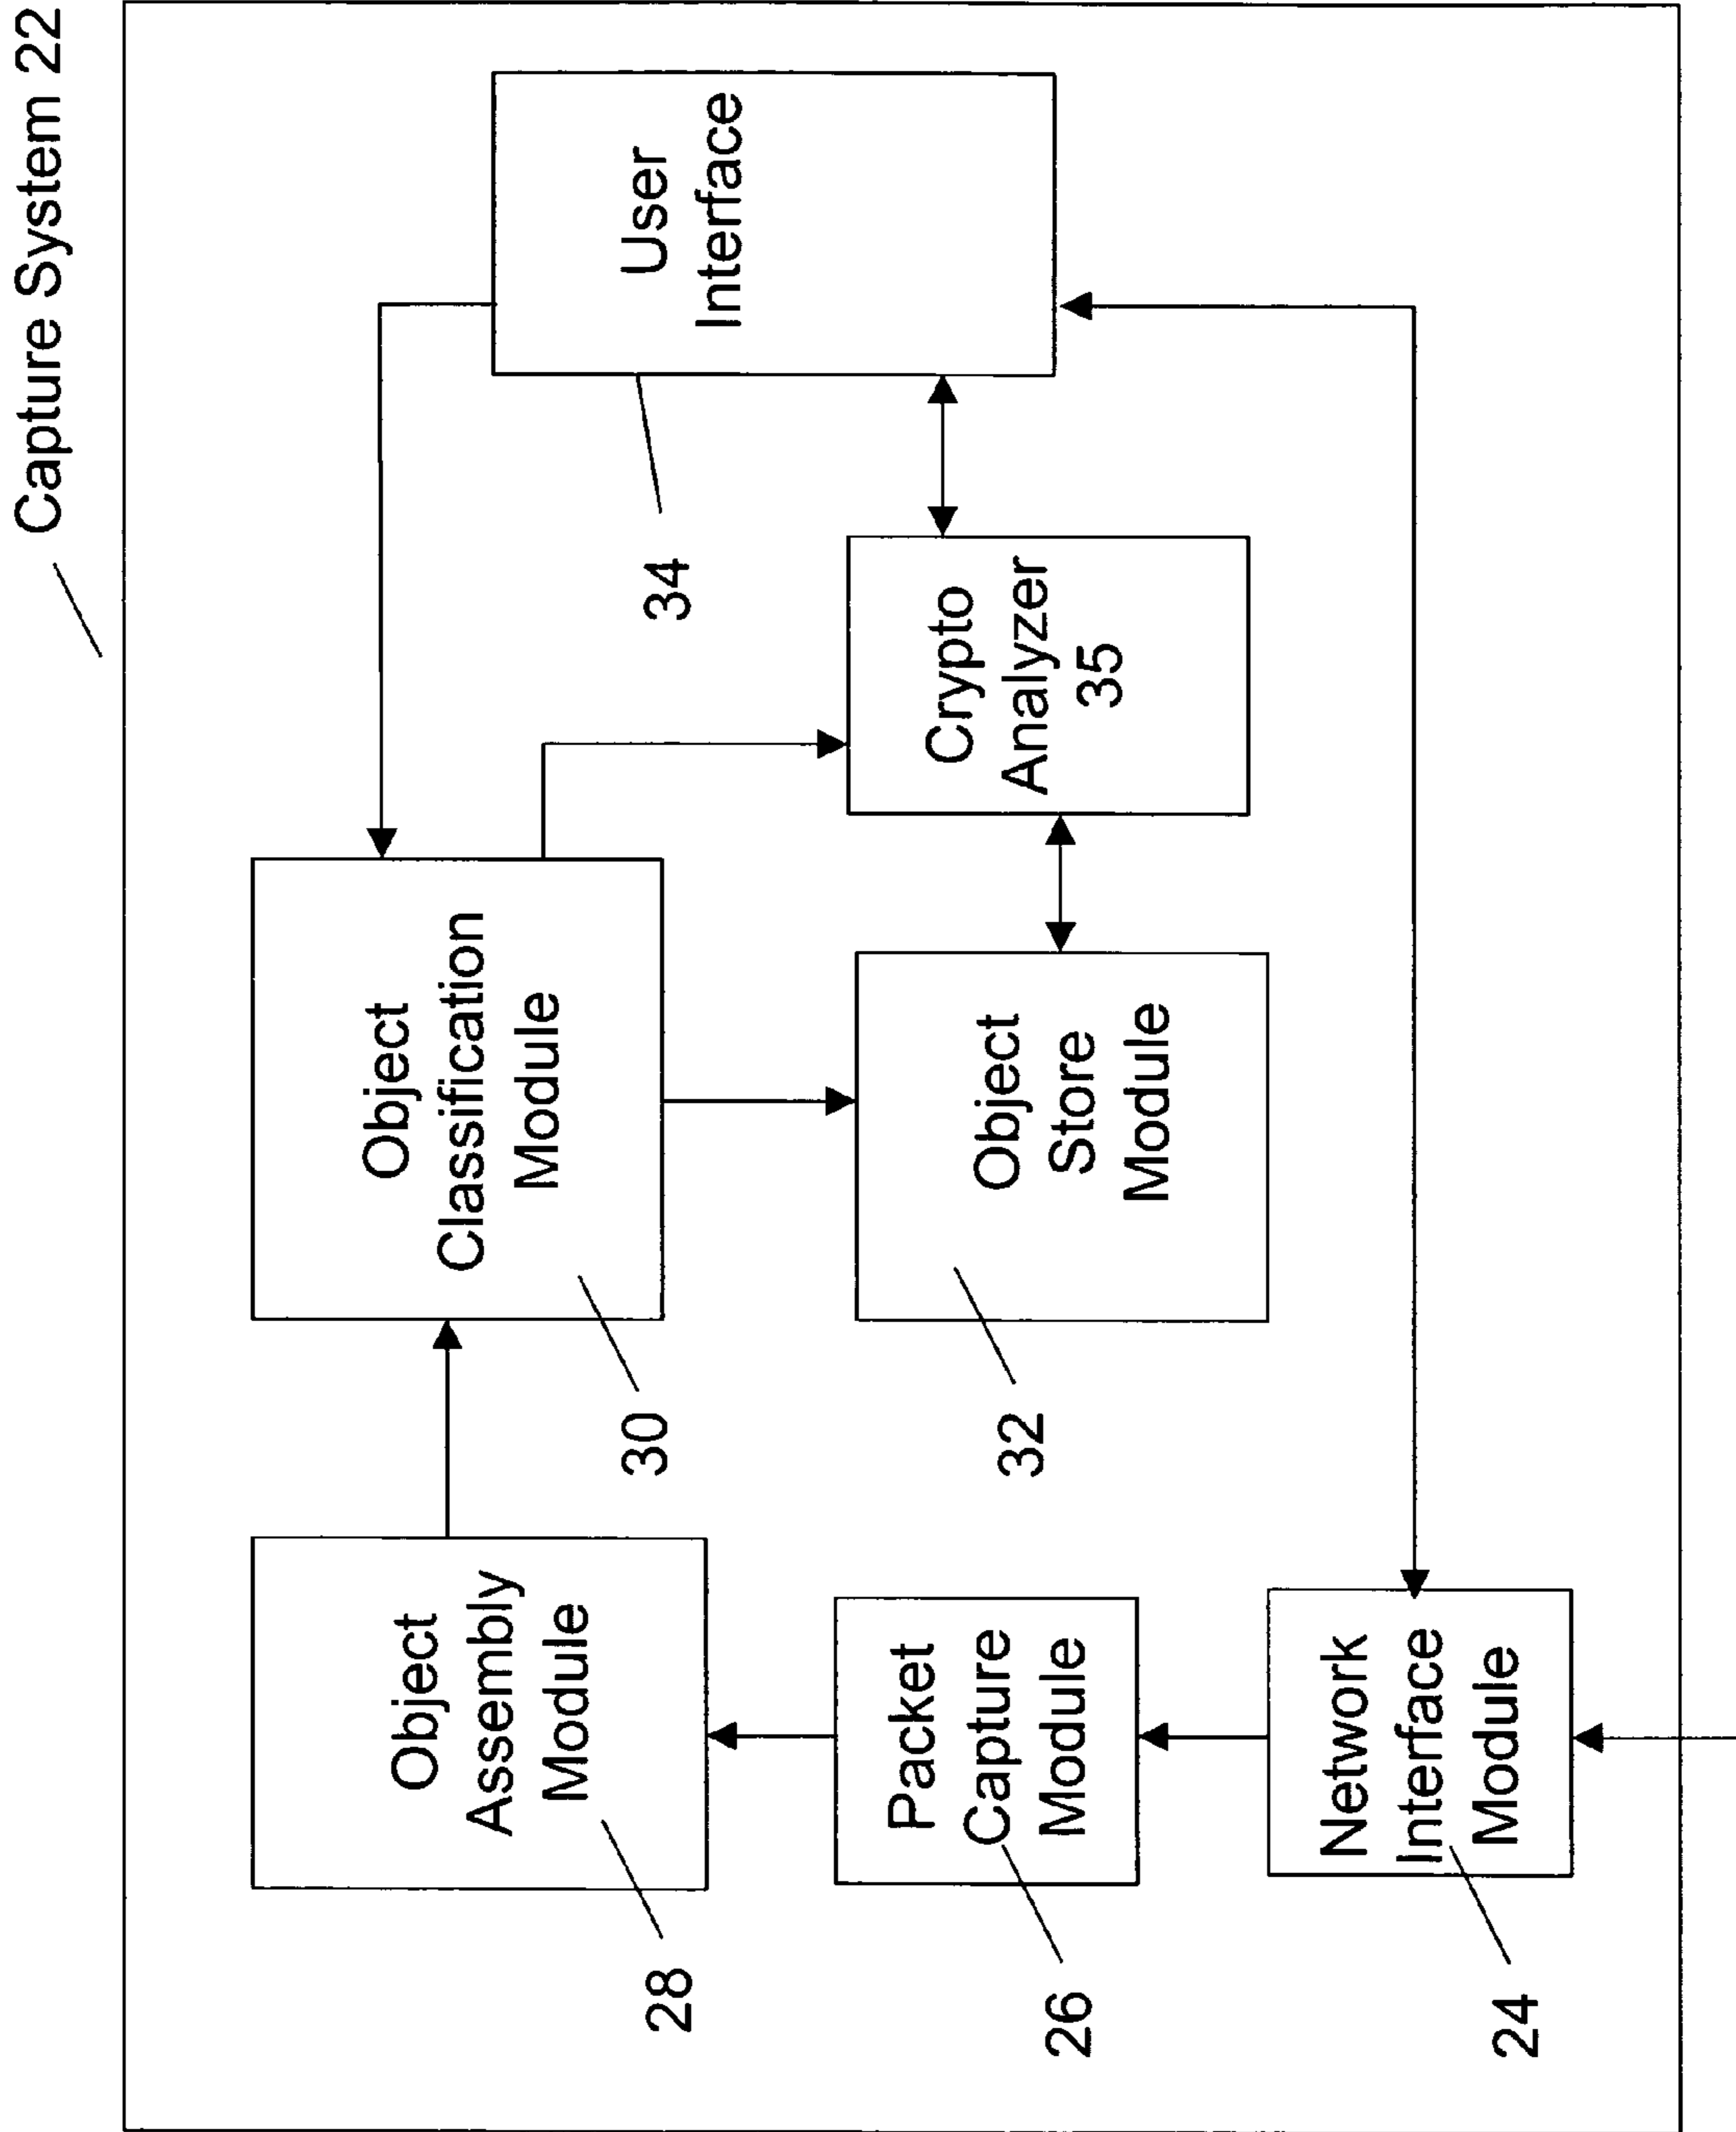 Capture System 22
Object
Assembly
Module
28
Object
Classification
Module
30
User
Interface
34
Packet
Capture
Module
26
Object
Store
Module
32
Crypto
Analyzer
35
Network
Interface
Module
24